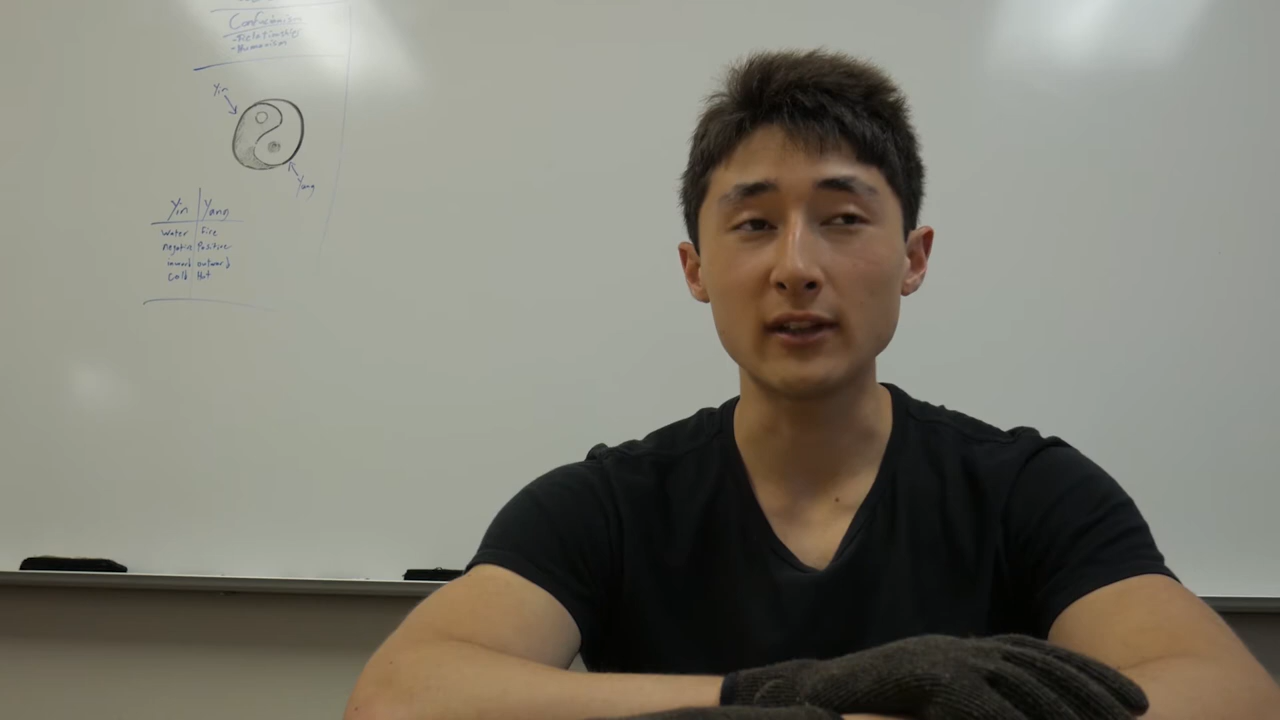 Confucianism
-Relationships
-Humanism
Yin
Yang
Yin Yang
water fire
negative Positive
inward outward
Cold Hot